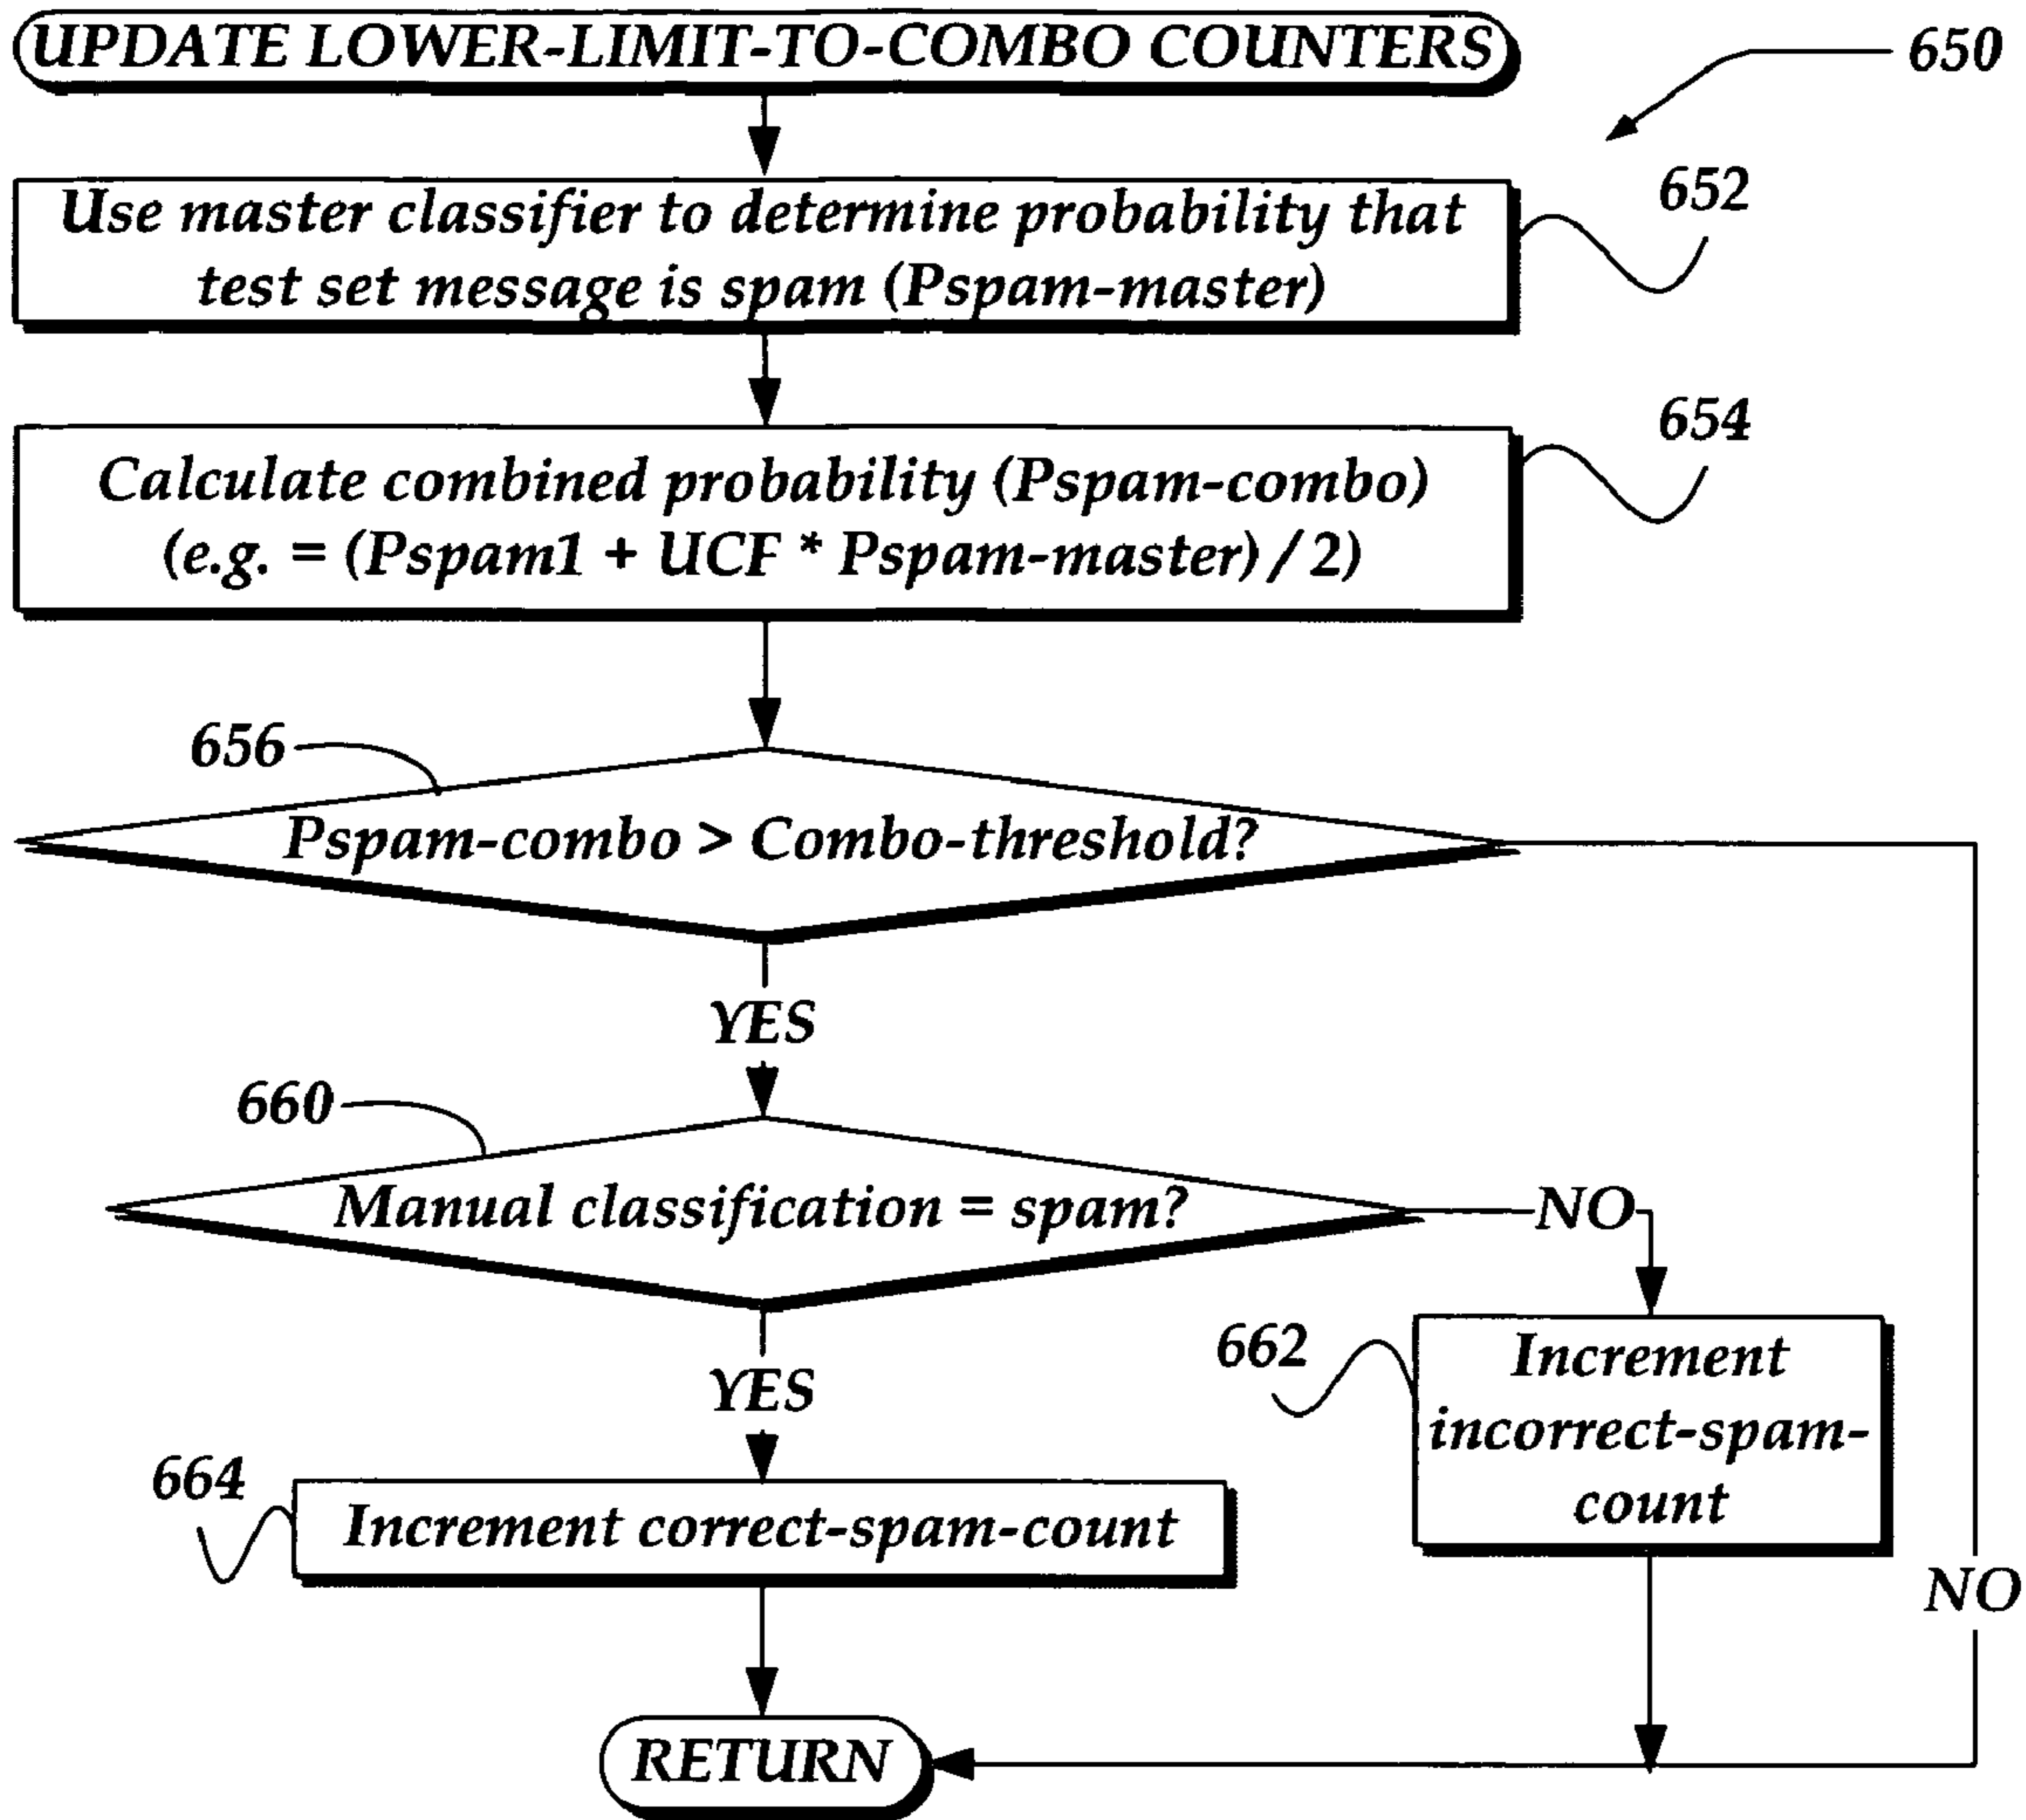 UPDATE LOWER-LIMIT-TO-COMBO COUNTERS
650
652
Use master classifier to determine probability that
test set message is spam (Pspam-master)
654
Calculate combined probability (Pspam-combo)
(e.g. = (Pspam1 + UCF * Pspam-master) / 2)
656
Pspam-combo > Combo-threshold?
YES
660
Manual classification = spam?
NO
662
Increment
incorrect-spam-
count
YES
664
Increment correct-spam-count
NO
RETURN